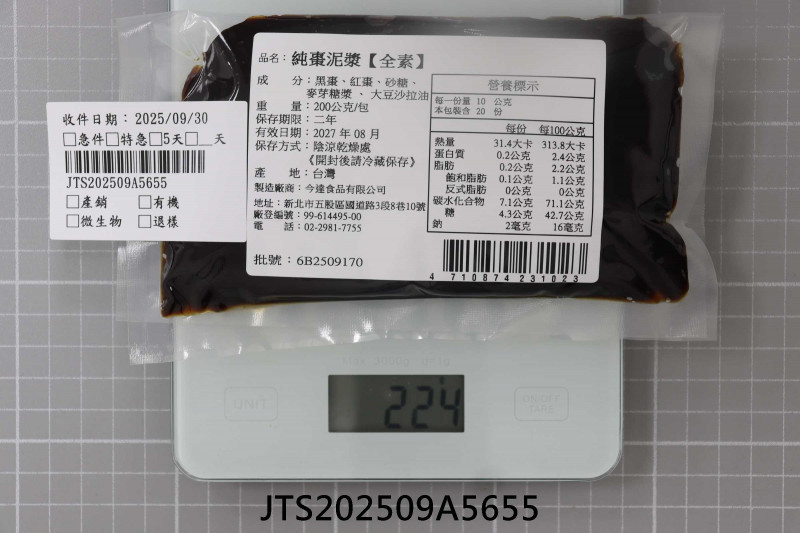 收件日期：2025/09/30
□急件□特急□5天□__天
JTS202509A5655
□產銷 □有機
□微生物 □退樣
品名：純棗泥漿【全素】
成 分：黑棗、紅棗、砂糖、
麥芽糖漿 、 大豆沙拉油
重 量：200公克/包
保存期限：二年
有效日期：2027 年 08 月
保存方式：陰涼乾燥處
《開封後請冷藏保存》
產 地：台灣
製造廠商：今達食品有限公司
地址：新北市五股區國道路3段8巷10號
廠登編號：99-614495-00
電 話：02-2981-7755
批號：6B2509170
營養標示
每一份量 10 公克
本包裝含 20 份
每份 每100公克
熱量 31.4大卡 313.8大卡
蛋白質 0.2公克 2.4公克
脂肪 0.2公克 2.2公克
飽和脂肪 0.1公克 1.1公克
反式脂肪 0公克 0公克
碳水化合物 7.1公克 71.1公克
糖 4.3公克 42.7公克
鈉 2毫克 16毫克
4 710874 231023
UNIT
224
ON/OFF
TARE
JTS202509A5655